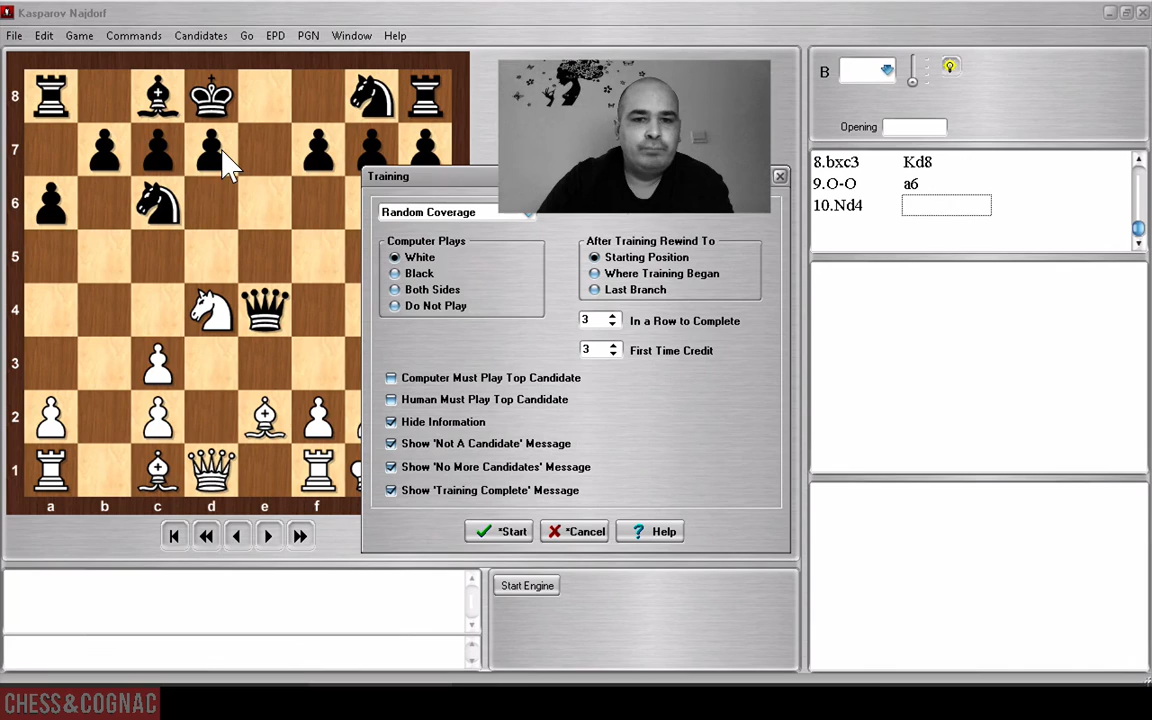 Kasparov Najdorf
File Edit Game Commands Candidates Go EPD PGN Window Help
8
7
6
5
4
3
2
1
a b c d e f
Training
Random Coverage
Computer Plays
White
Black
Both Sides
Do Not Play
After Training Rewind To
Starting Position
Where Training Began
Last Branch
3 In a Row to Complete
3 First Time Credit
Computer Must Play Top Candidate
Human Must Play Top Candidate
Hide Information
Show 'Not A Candidate' Message
Show 'No More Candidates' Message
Show 'Training Complete' Message
*Start *Cancel ? Help
B
Opening
8.bxc3 Kd8
9.O-O a6
10.Nd4
Start Engine
CHESS&COGNAC